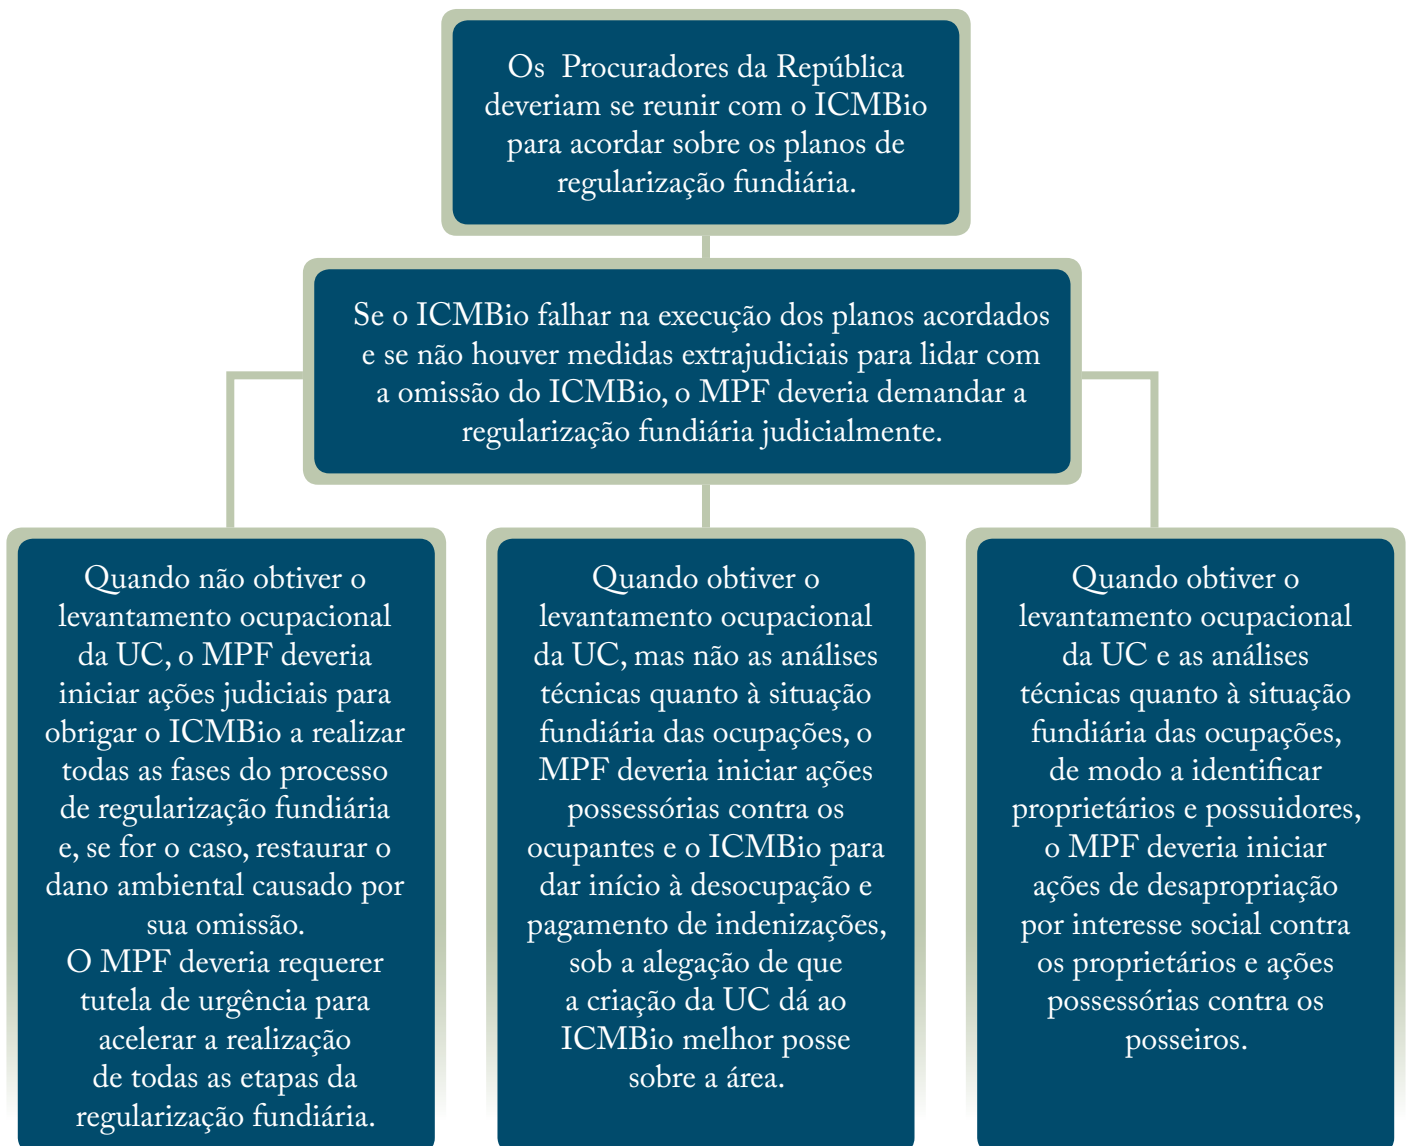 Os Procuradores da República
deveriam se reunir com o ICMBio
para acordar sobre os planos de
regularização fundiária.
Se o ICMBio falhar na execução dos planos acordados
e se não houver medidas extrajudiciais para lidar com
a omissão do ICMBio, o MPF deveria demandar a
regularização fundiária judicialmente.
Quando não obtiver o
levantamento ocupacional
da UC, o MPF deveria
iniciar ações judiciais para
obrigar o ICMBio a realizar
todas as fases do processo
de regularização fundiária
e, se for o caso, restaurar o
dano ambiental causado por
sua omissão.
O MPF deveria requerer
tutela de urgência para
acelerar a realização
de todas as etapas da
regularização fundiária.
Quando obtiver o
levantamento ocupacional
da UC, mas não as análises
técnicas quanto à situação
fundiária das ocupações, o
MPF deveria iniciar ações
possessórias contra os
ocupantes e o ICMBio para
dar início à desocupação e
pagamento de indenizações,
sob a alegação de que
a criação da UC dá ao
ICMBio melhor posse
sobre a área.
Quando obtiver o
levantamento ocupacional
da UC e as análises
técnicas quanto à situação
fundiária das ocupações,
de modo a identificar
proprietários e possuidores,
o MPF deveria iniciar
ações de desapropriação
por interesse social contra
os proprietários e ações
possessórias contra os
posseiros.